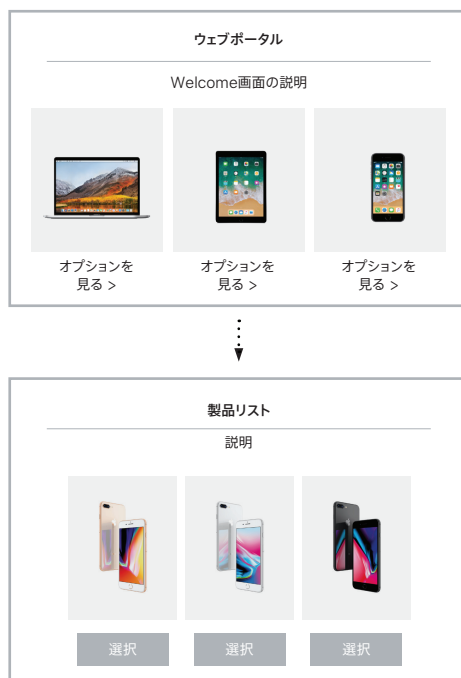 ウェブポータル
Welcome画面の説明
オプションを
見る >
オプションを
見る >
オプションを
見る >
製品リスト
説明
選択
選択
選択